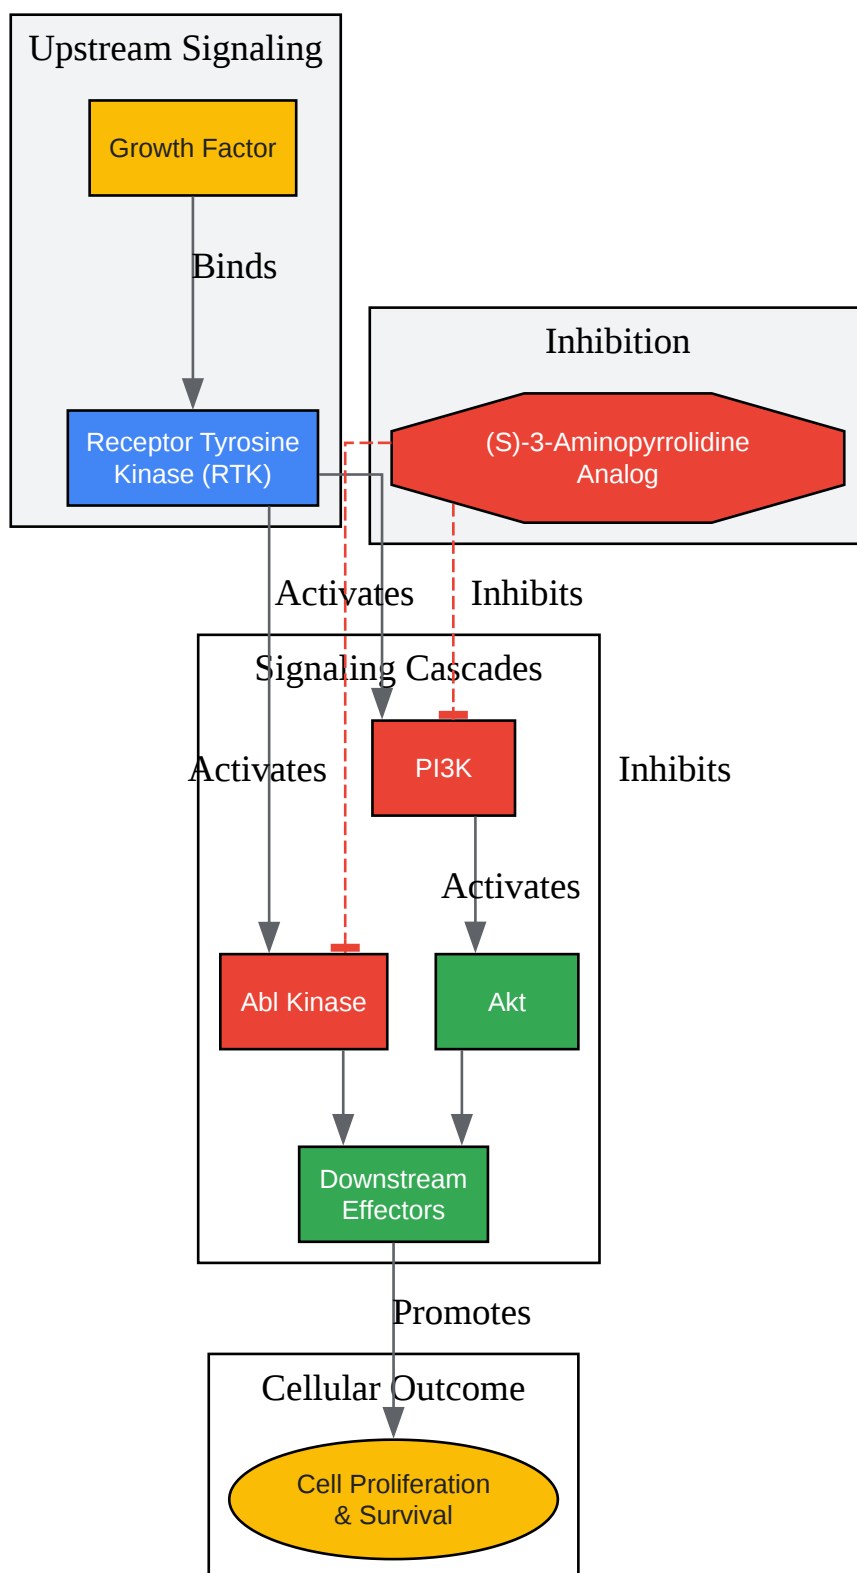 Upstream Signaling
Growth Factor
Binds
Inhibition
Receptor Tyrosine
Kinase (RTK)
(S)-3-Aminopyrrolidine
Analog
Activates
Inhibits
Signaling Cascades
Activates
PI3K
Inhibits
Activates
Abl Kinase
Akt
Downstream
Effectors
Promotes
Cellular Outcome
Cell Proliferation
& Survival